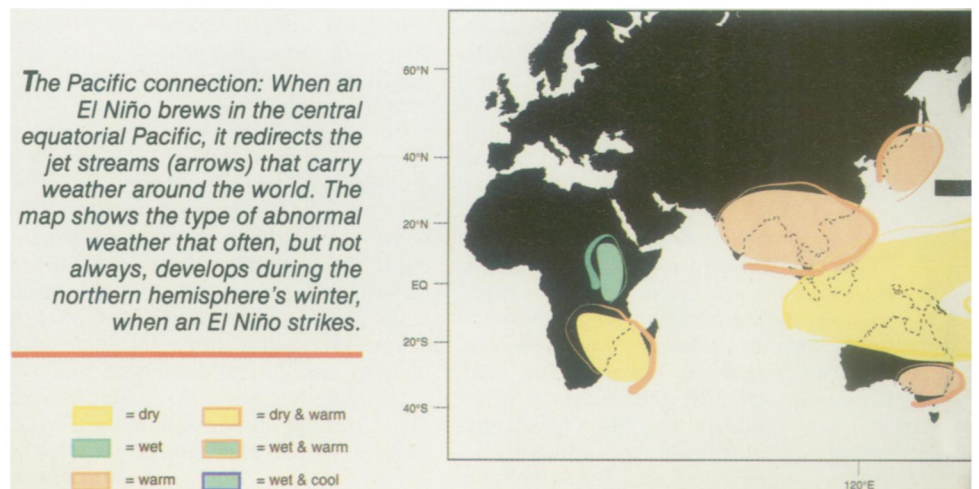 The Pacific connection: When an
El Niño brews in the central
equatorial Pacific, it redirects the
jet streams (arrows) that carry
weather around the world. The
map shows the type of abnormal
weather that often, but not
always, develops during the
northern hemisphere's winter,
when an El Niño strikes.
= dry
= dry & warm
= wet
= wet & warm
= warm
= wet & cool
60°N
40°N
20°N
EQ
20°S
40°S
120°E